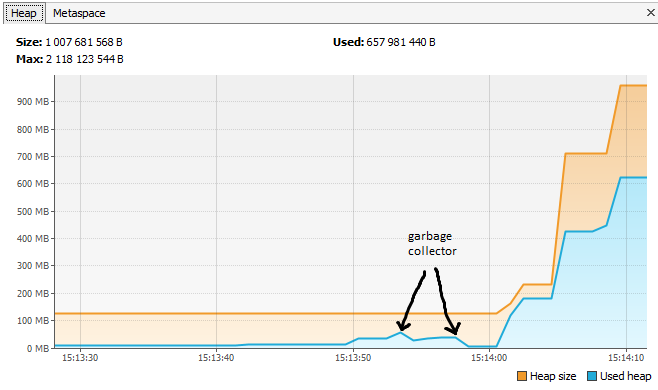 Heap Metaspace
Size: 1 007 681 568 B Used: 657 981 440 B
Max: 2 118 123 544 B
900 MB
800 MB
700 MB
600 MB
500 MB
400 MB
300 MB
200 MB
100 MB
0 MB
garbage
collector
15:13:30 15:13:40 15:13:50 15:14:00 15:14:10
Heap size Used heap